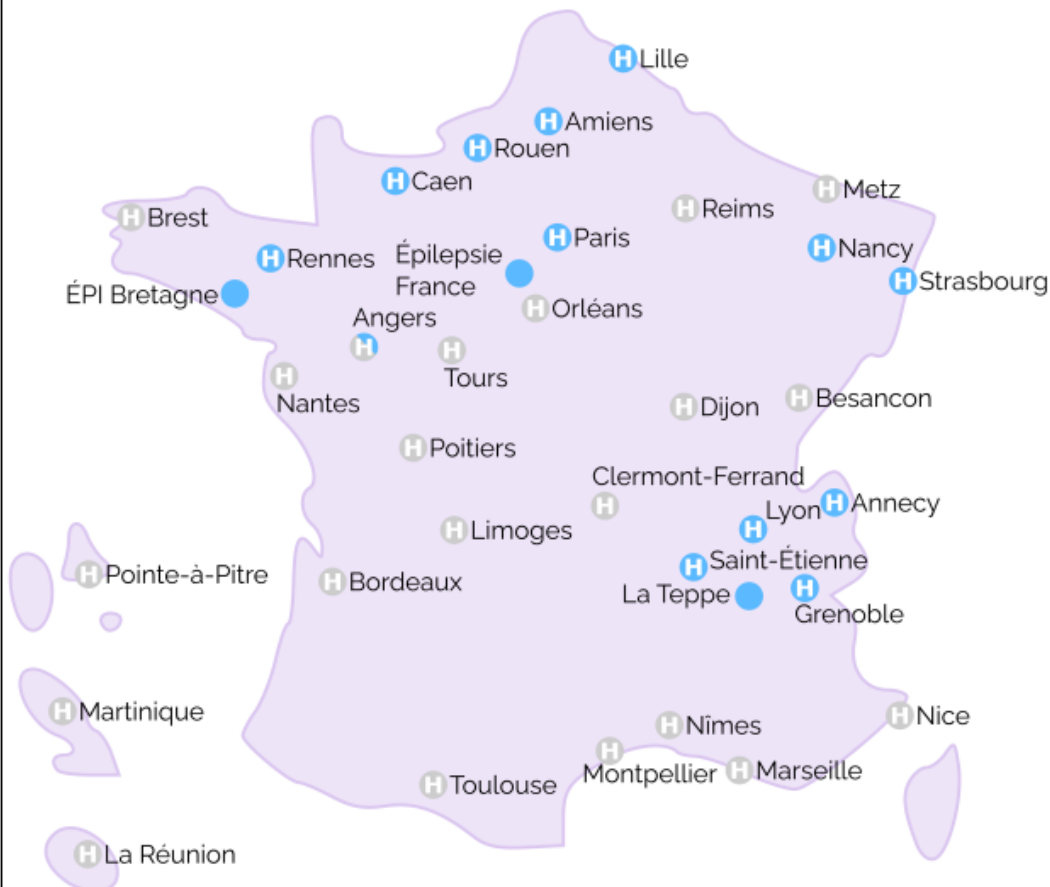 H Lille
H Amiens
H Rouen
H Caen
H Metz
H Reims
H Brest
H Paris
H Nancy
H Rennes
Épilepsie
France
H Strasbourg
ÉPI Bretagne
H Orléans
Angers
H
H
Tours
H
Nantes
H Besancon
H Dijon
H Poitiers
Clermont-Ferrand
H
H Annecy
Lyon
H
H Limoges
H Saint-Étienne
H Pointe-à-Pitre
H Bordeaux
La Teppe
H
Grenoble
H Martinique
H Nice
H Nîmes
H
Montpellier
H Marseille
H Toulouse
H La Réunion